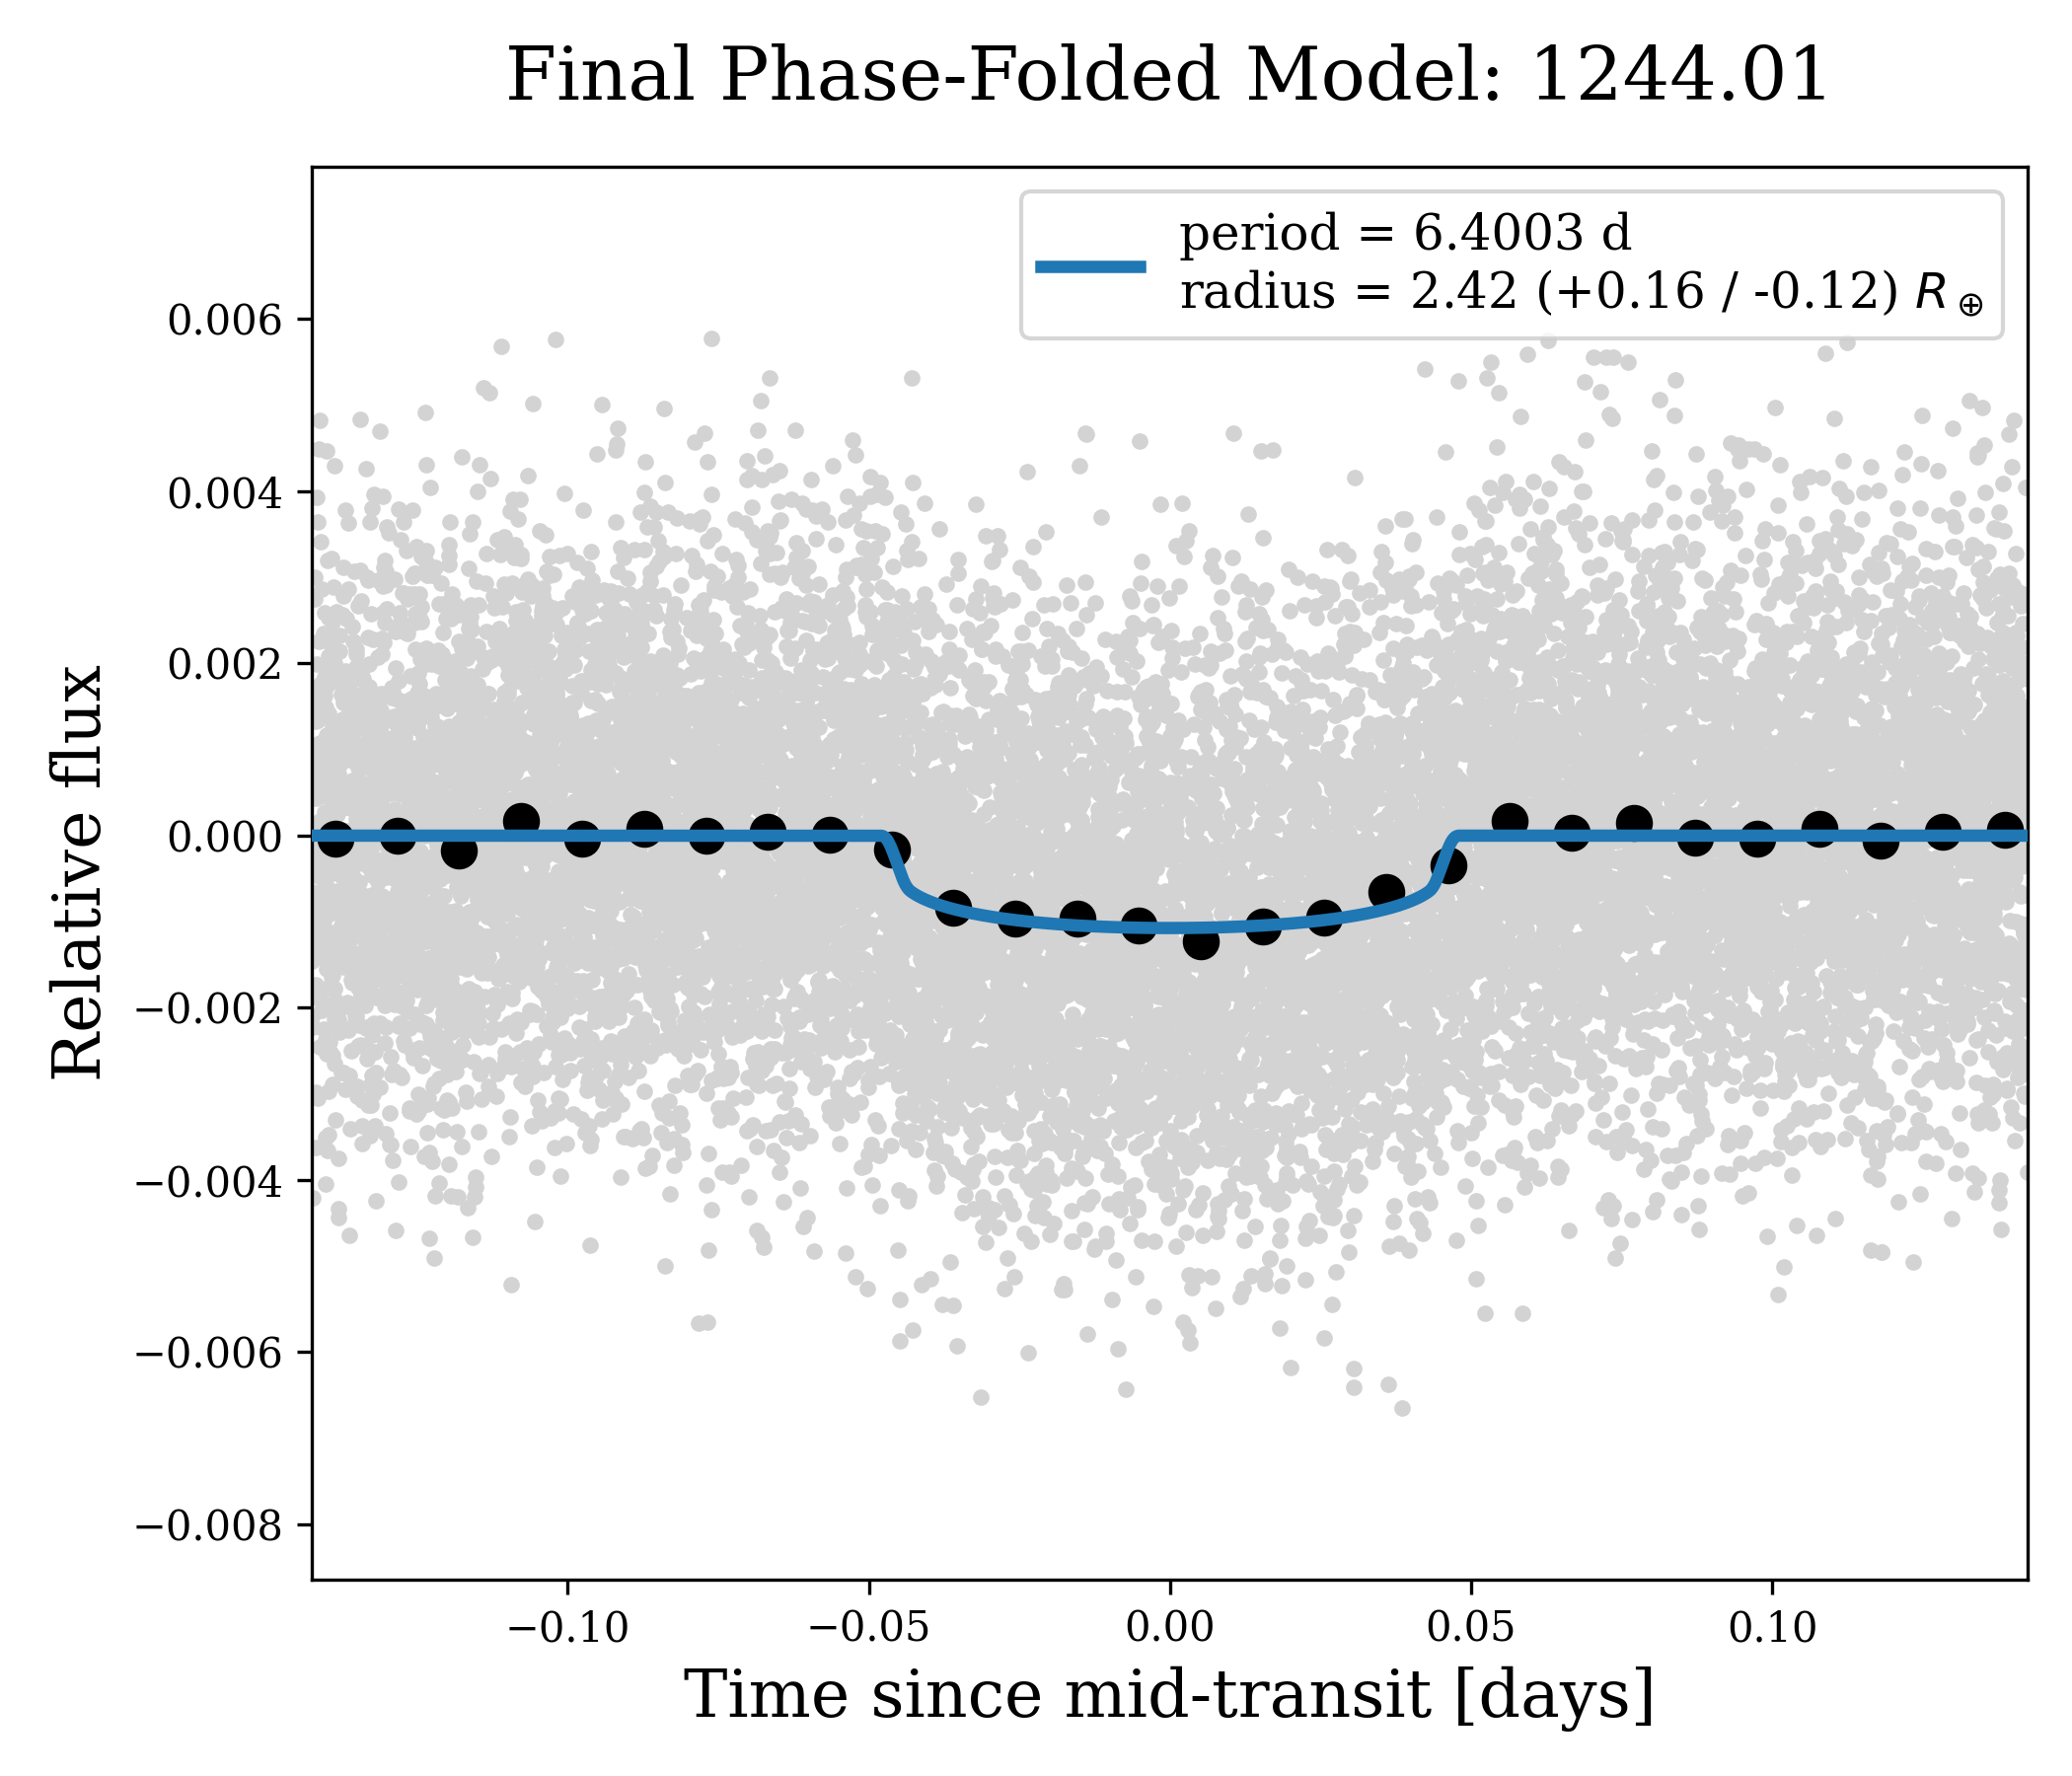 Final Phase-Folded Model: 1244.01
period = 6.4003 d
radius = 2.42 (+0.16 / -0.12) R⊕
0.006
0.004
0.002
0.000
−0.002
−0.004
−0.006
−0.008
Relative flux
−0.10
−0.05
0.00
0.05
0.10
Time since mid-transit [days]